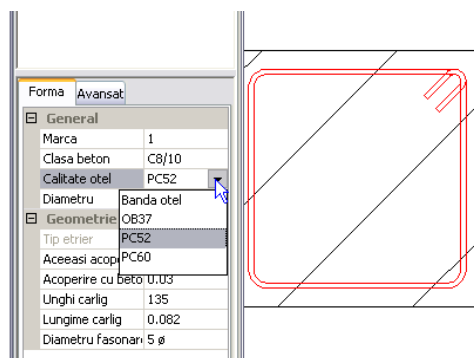 Forma Avansat
General
Marca 1
Clasa beton C8/10
Calitate otel PC52
Diametru
Banda otel
OB37
PC52
PC60
Geometrie
Tip etrier
Aceeasi acop
Acoperire cu beto 0.03
Unghi carlig 135
Lungime carlig 0.082
Diametru fasonar 5 ø